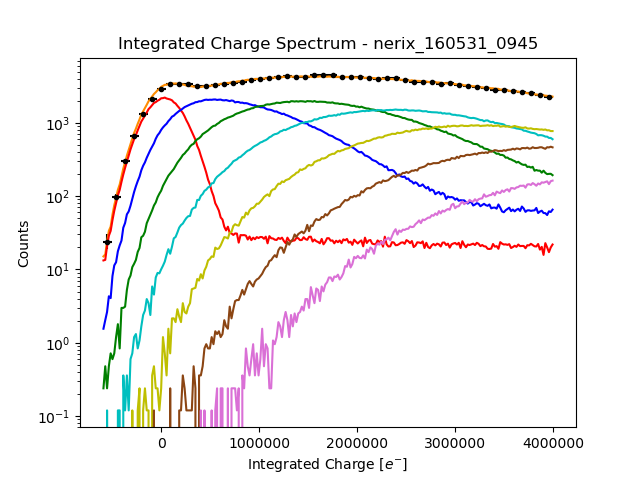 Integrated Charge Spectrum - nerix_160531_0945
Counts
10³
10²
10¹
10⁰
10⁻¹
0 1000000 2000000 3000000 4000000
Integrated Charge [e⁻]